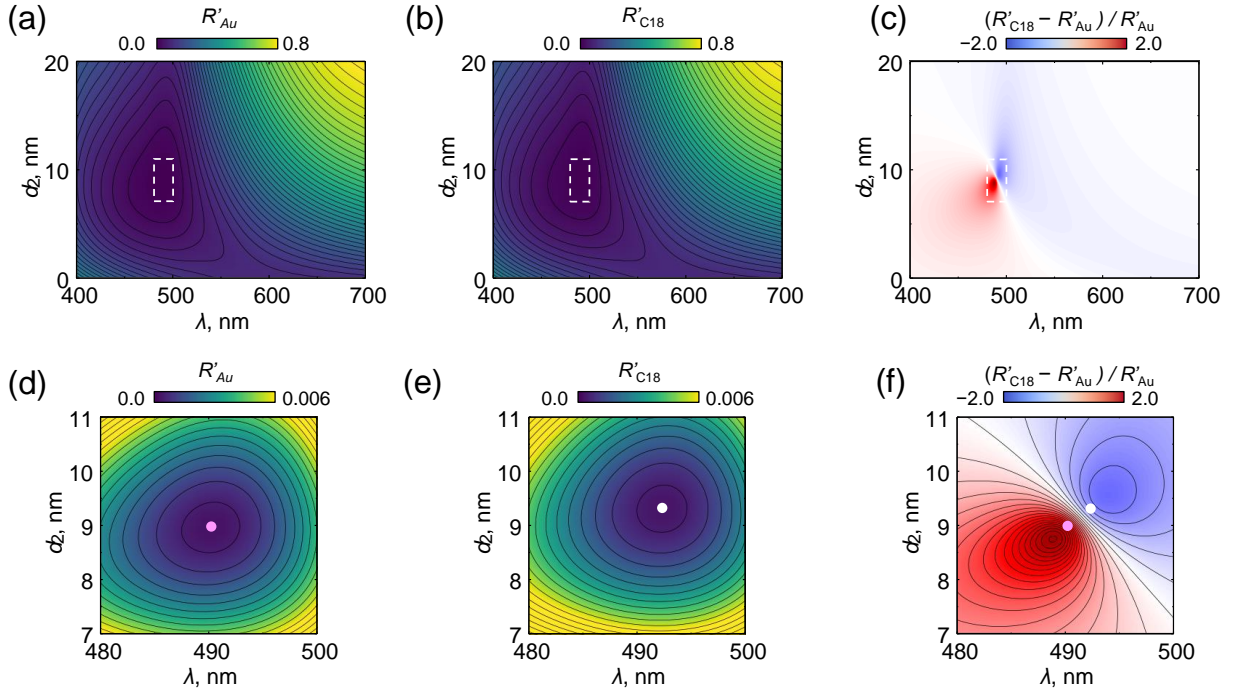 (a) R'Au
0.0 0.8
20
10
0
d2, nm
400 500 600 700
λ, nm
(b) R'C18
0.0 0.8
20
10
0
d2, nm
400 500 600 700
λ, nm
(c) (R'C18 − R'Au ) / R'Au
−2.0 2.0
20
10
0
d2, nm
400 500 600 700
λ, nm
(d) R'Au
0.0 0.006
11
10
9
8
7
d2, nm
480 490 500
λ, nm
(e) R'C18
0.0 0.006
11
10
9
8
7
d2, nm
480 490 500
λ, nm
(f) (R'C18 − R'Au ) / R'Au
−2.0 2.0
11
10
9
8
7
d2, nm
480 490 500
λ, nm